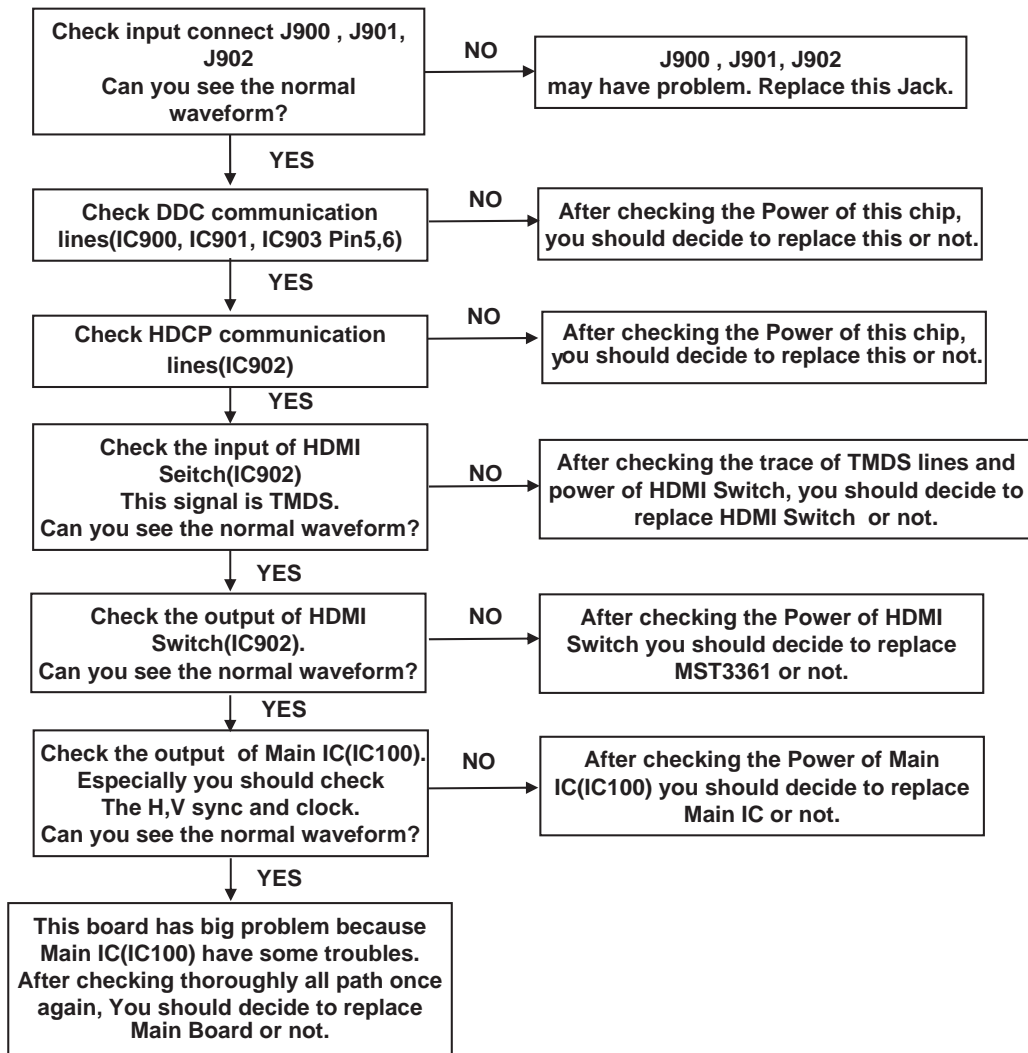 Check input connect J900 , J901,
J902
Can you see the normal
waveform?
NO
J900 , J901, J902
may have problem. Replace this Jack.
YES
Check DDC communication
lines(IC900, IC901, IC903 Pin5,6)
NO
After checking the Power of this chip,
you should decide to replace this or not.
YES
Check HDCP communication
lines(IC902)
NO
After checking the Power of this chip,
you should decide to replace this or not.
YES
Check the input of HDMI
Seitch(IC902)
This signal is TMDS.
Can you see the normal waveform?
NO
After checking the trace of TMDS lines and
power of HDMI Switch, you should decide to
replace HDMI Switch or not.
YES
Check the output of HDMI
Switch(IC902).
Can you see the normal waveform?
NO
After checking the Power of HDMI
Switch you should decide to replace
MST3361 or not.
YES
Check the output of Main IC(IC100).
Especially you should check
The H,V sync and clock.
Can you see the normal waveform?
NO
After checking the Power of Main
IC(IC100) you should decide to replace
Main IC or not.
YES
This board has big problem because
Main IC(IC100) have some troubles.
After checking thoroughly all path once
again, You should decide to replace
Main Board or not.